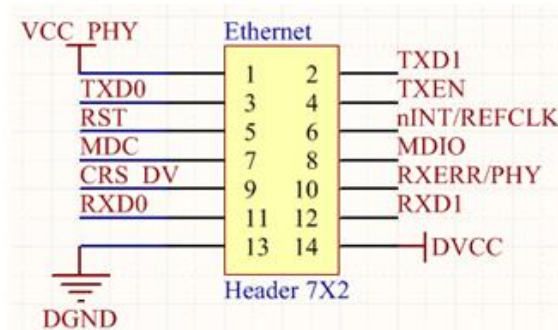 VCC_PHY Ethernet
1 2 TXD1
TXD0 3 4 TXEN
RST 5 6 nINT/REFCLK
MDC 7 8 MDIO
CRS_DV 9 10 RXERR/PHY
RXD0 11 12 RXD1
13 14 DVCC
DGND Header 7X2